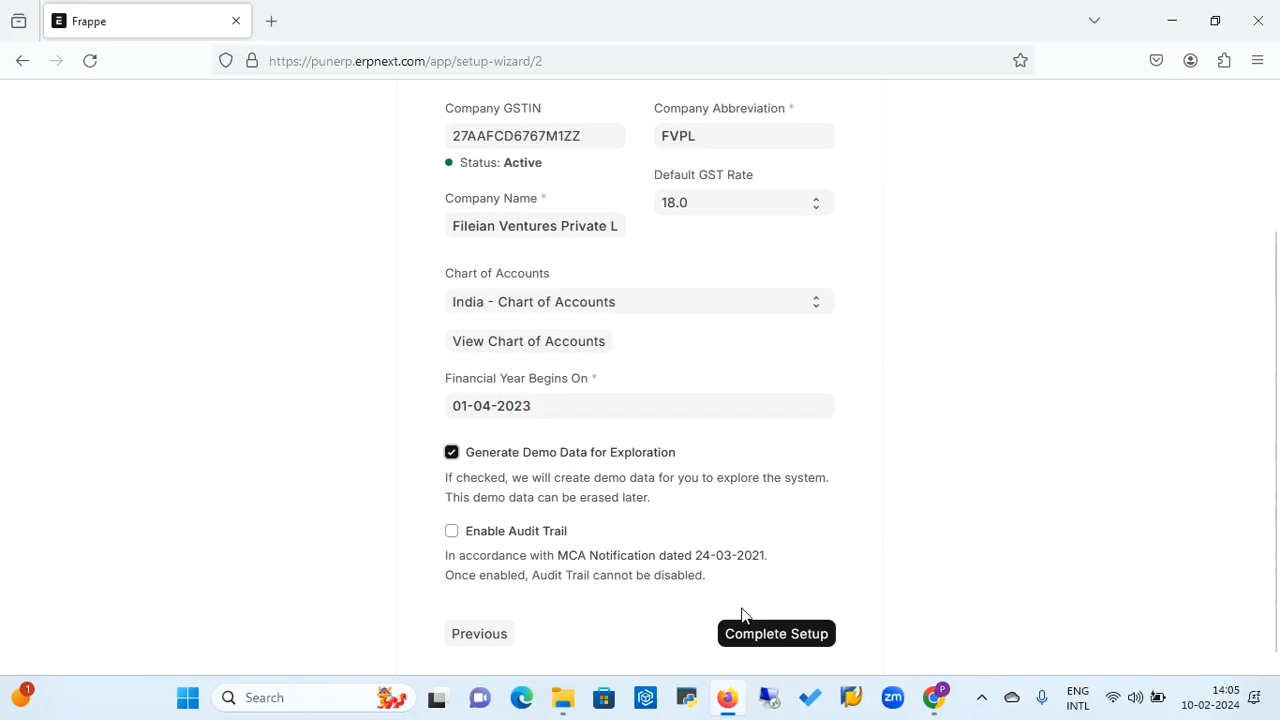 Frappe
https://punerp.erpnext.com/app/setup-wizard/2
Company GSTIN
Company Abbreviation *
27AAFCD6767M1ZZ
FVPL
Status: Active
Default GST Rate
18.0
Company Name *
Fileian Ventures Private L
Chart of Accounts
India - Chart of Accounts
View Chart of Accounts
Financial Year Begins On *
01-04-2023
Generate Demo Data for Exploration
If checked, we will create demo data for you to explore the system.
This demo data can be erased later.
Enable Audit Trail
In accordance with MCA Notification dated 24-03-2021.
Once enabled, Audit Trail cannot be disabled.
Previous
Complete Setup
1
Search
zm
P
ENG
INTL
14:05
10-02-2024